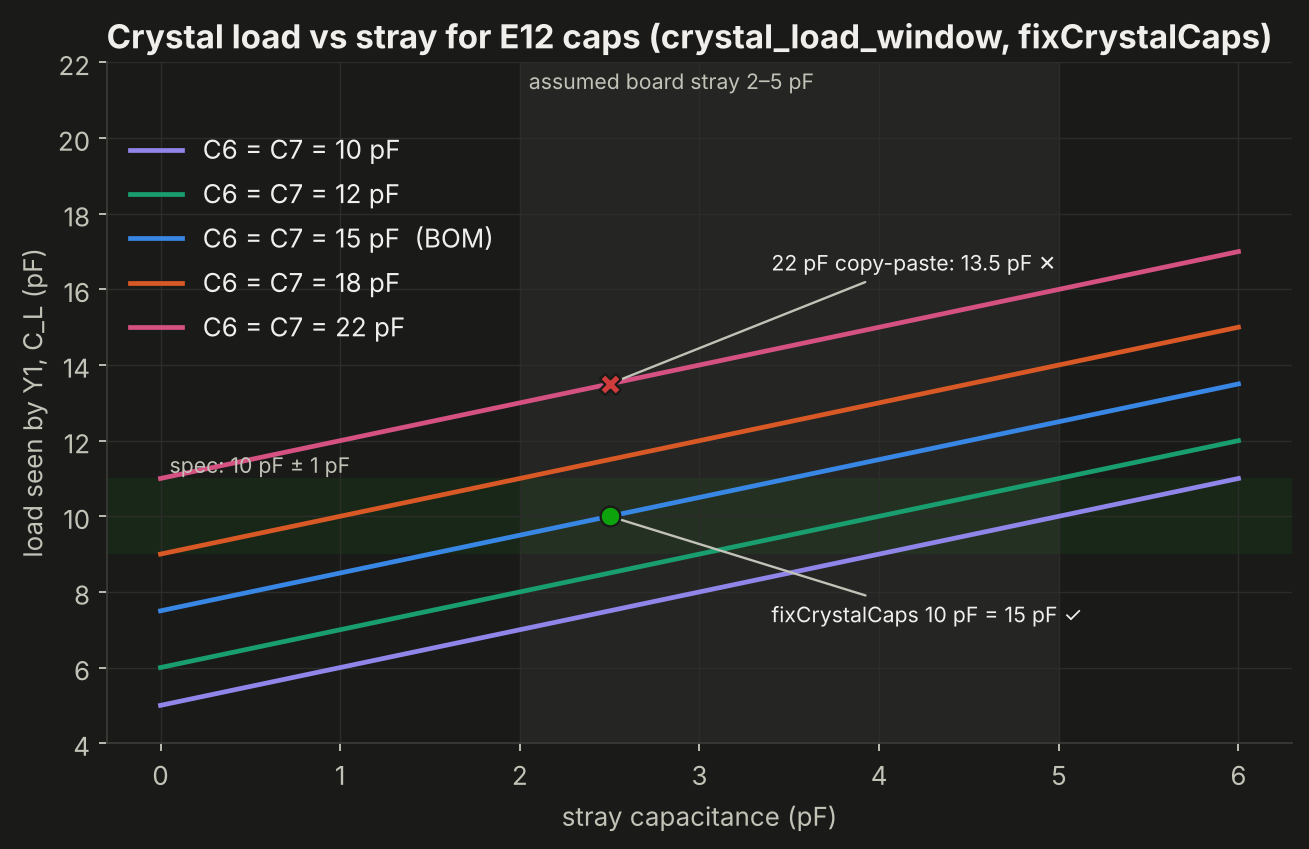 Crystal load vs stray for E12 caps (crystal_load_window, fixCrystalCaps)
assumed board stray 2–5 pF
C6 = C7 = 10 pF
C6 = C7 = 12 pF
C6 = C7 = 15 pF (BOM)
C6 = C7 = 18 pF
C6 = C7 = 22 pF
22 pF copy-paste: 13.5 pF ✕
spec: 10 pF ± 1 pF
fixCrystalCaps 10 pF = 15 pF ✓
load seen by Y1, C_L (pF)
22
20
18
16
14
12
10
8
6
4
0 1 2 3 4 5 6
stray capacitance (pF)